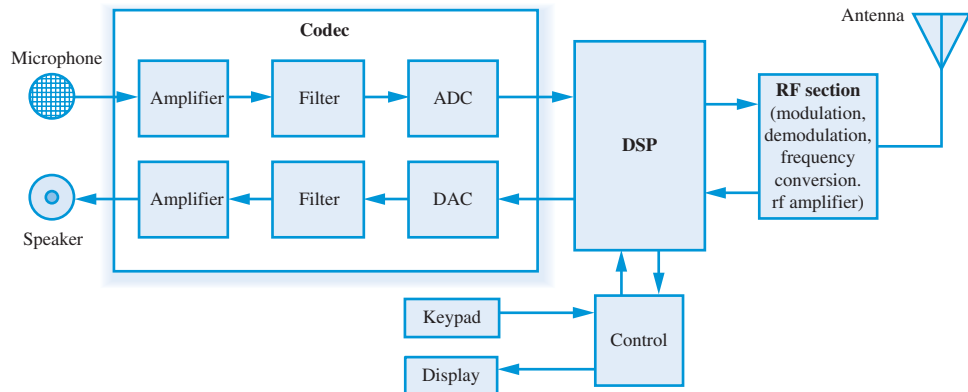 Codec
Antenna
Microphone
Amplifier
Filter
ADC
DSP
RF section
(modulation,
demodulation,
frequency
conversion.
rf amplifier)
Amplifier
Filter
DAC
Speaker
Keypad
Control
Display